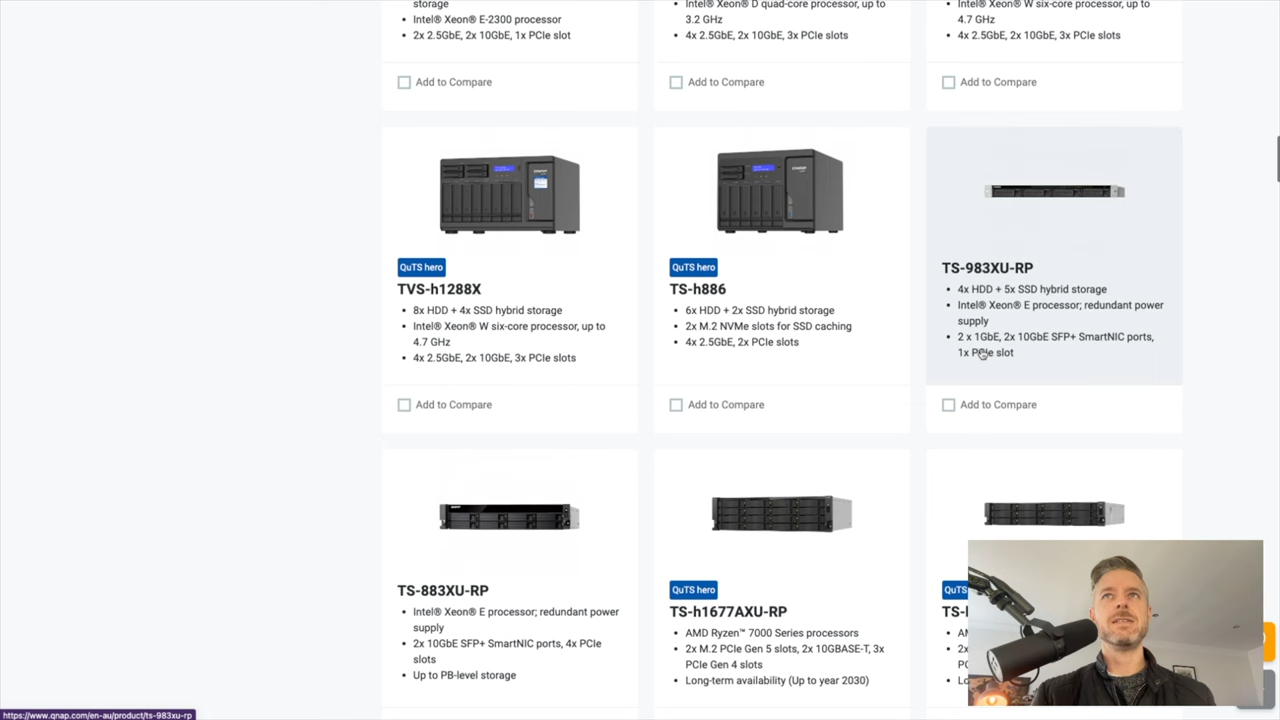 storage
• Intel® Xeon® E-2300 processor
• 2x 2.5GbE, 2x 10GbE, 1x PCIe slot
Add to Compare
• Intel® Xeon® D quad-core processor, up to
3.2 GHz
• 4x 2.5GbE, 2x 10GbE, 3x PCIe slots
Add to Compare
• Intel® Xeon® W six-core processor, up to
4.7 GHz
• 4x 2.5GbE, 2x 10GbE, 3x PCIe slots
Add to Compare
QuTS hero
TVS-h1288X
• 8x HDD + 4x SSD hybrid storage
• Intel® Xeon® W six-core processor, up to
4.7 GHz
• 4x 2.5GbE, 2x 10GbE, 3x PCIe slots
Add to Compare
QuTS hero
TS-h886
• 6x HDD + 2x SSD hybrid storage
• 2x M.2 NVMe slots for SSD caching
• 4x 2.5GbE, 2x PCIe slots
Add to Compare
TS-983XU-RP
• 4x HDD + 5x SSD hybrid storage
• Intel® Xeon® E processor; redundant power
supply
• 2 x 1GbE, 2x 10GbE SFP+ SmartNIC ports,
1x PCIe slot
Add to Compare
TS-883XU-RP
• Intel® Xeon® E processor; redundant power
supply
• 2x 10GbE SFP+ SmartNIC ports, 4x PCIe
slots
• Up to PB-level storage
QuTS hero
TS-h1677AXU-RP
• AMD Ryzen™ 7000 Series processors
• 2x M.2 PCIe Gen 5 slots, 2x 10GBASE-T, 3x
PCIe Gen 4 slots
• Long-term availability (Up to year 2030)
https://www.qnap.com/en-au/product/ts-983xu-rp